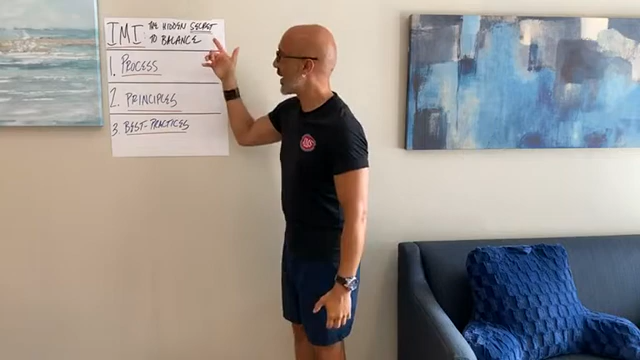 IMI: THE HIDDEN SECRET
TO BALANCE
1. PROCESS
2. PRINCIPLES
3. BEST-PRACTICES